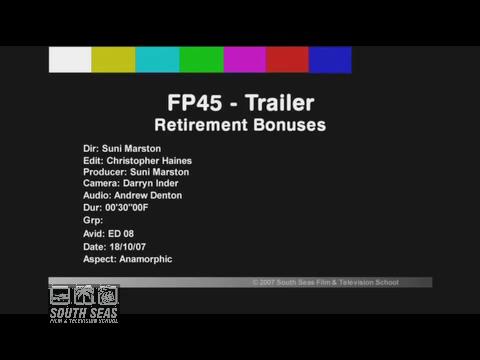 FP45 - Trailer
Retirement Bonuses
Dir: Suni Marston
Edit: Christopher Haines
Producer: Suni Marston
Camera: Darryn Inder
Audio: Andrew Denton
Dur: 00'30"00F
Grp:
Avid: ED 08
Date: 18/10/07
Aspect: Anamorphic
© 2007 South Seas Film & Television School
SOUTH SEAS
FILM & TELEVISION SCHOOL